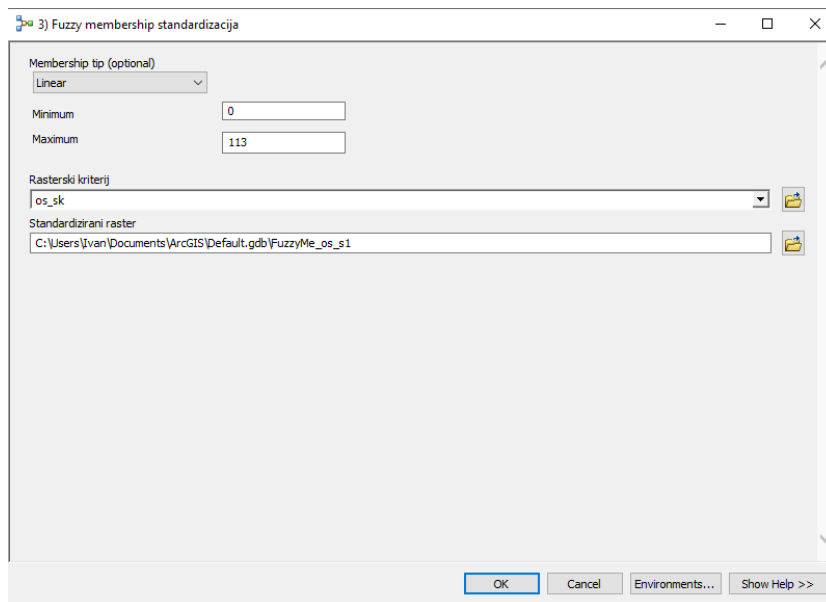 3) Fuzzy membership standardizacija
Membership tip (optional)
Linear
Minimum 0
Maximum 113
Rasterski kriterij
os_sk
Standardizirani raster
C:\Users\Ivan\Documents\ArcGIS\Default.gdb\FuzzyMe_os_s1
OK Cancel Environments... Show Help >>